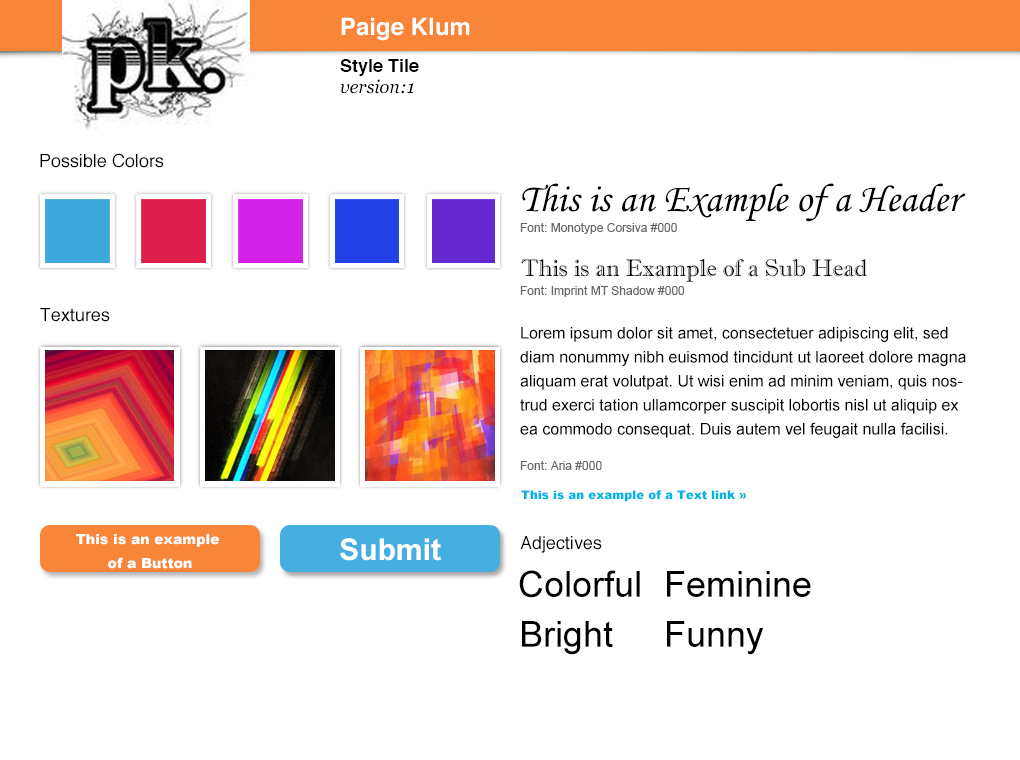 pk.
Paige Klum
Style Tile
version:1
Possible Colors
Textures
This is an example
of a Button
Submit
This is an Example of a Header
Font: Monotype Corsiva #000
This is an Example of a Sub Head
Font: Imprint MT Shadow #000
Lorem ipsum dolor sit amet, consectetuer adipiscing elit, sed
diam nonummy nibh euismod tincidunt ut laoreet dolore magna
aliquam erat volutpat. Ut wisi enim ad minim veniam, quis nos-
trud exerci tation ullamcorper suscipit lobortis nisl ut aliquip ex
ea commodo consequat. Duis autem vel feugait nulla facilisi.
Font: Aria #000
This is an example of a Text link »
Adjectives
Colorful Feminine
Bright Funny